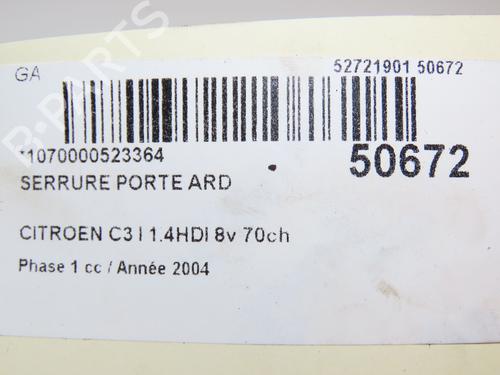 GA
52721901 50672
*1070000523364
50672
SERRURE PORTE ARD
CITROEN C3 I 1.4HDI 8v 70ch
Phase 1 cc / Année 2004
B-PARTS